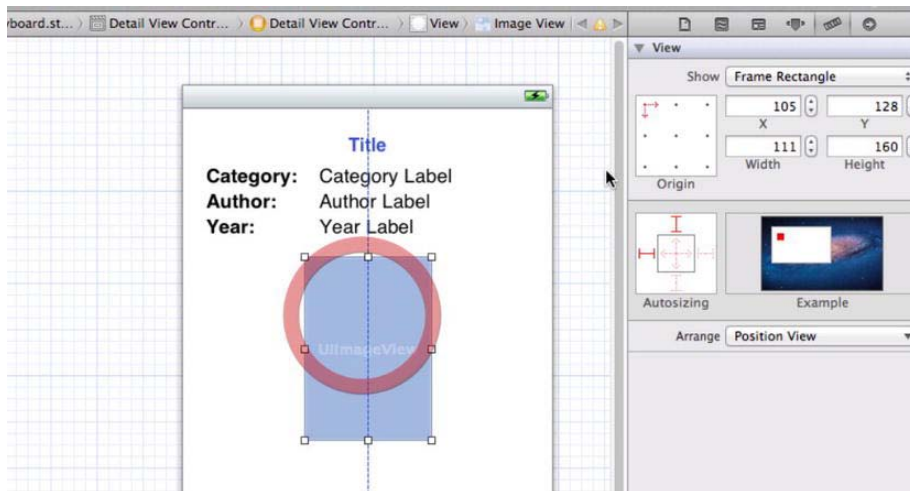 board.st... Detail View Contr... Detail View Contr... View Image View
View
Show Frame Rectangle
105 128
X Y
111 160
Width Height
Origin
Title
Category: Category Label
Author: Author Label
Year: Year Label
UIImageView
Autosizing Example
Arrange Position View